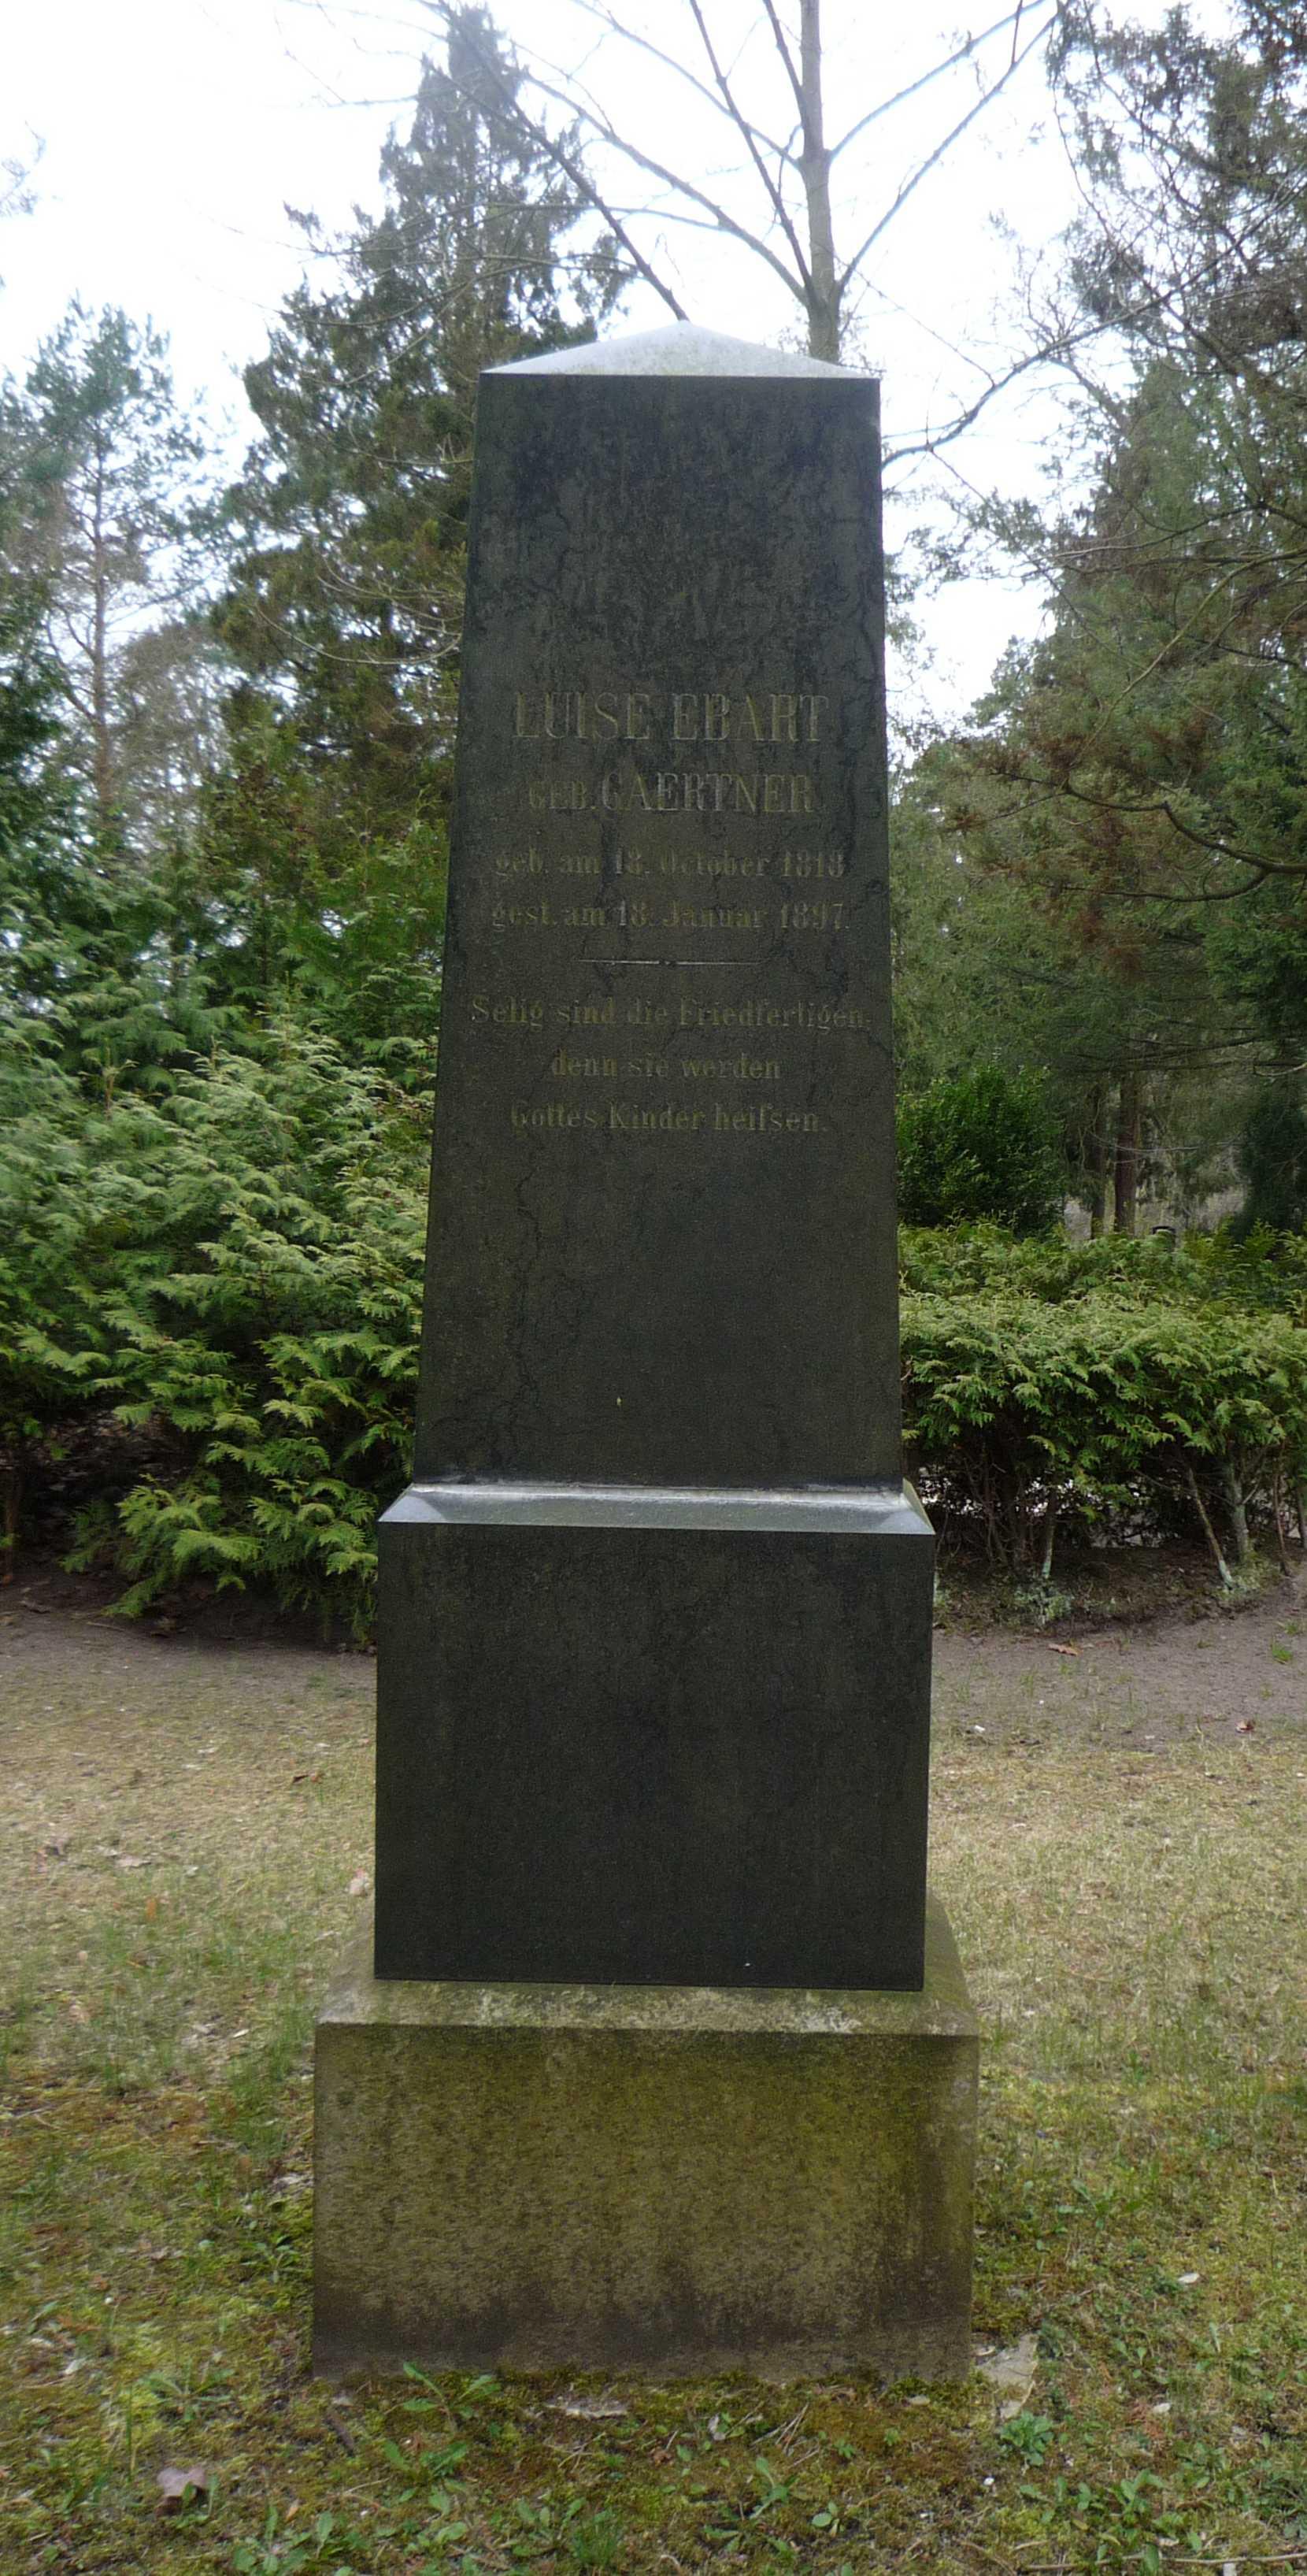 LUISE EBART
GEB. GAERTNER
geb. am 18. October 1818
gest. am 18. Januar 1897.
Selig sind die Friedfertigen,
denn sie werden
Gottes Kinder heifsen.